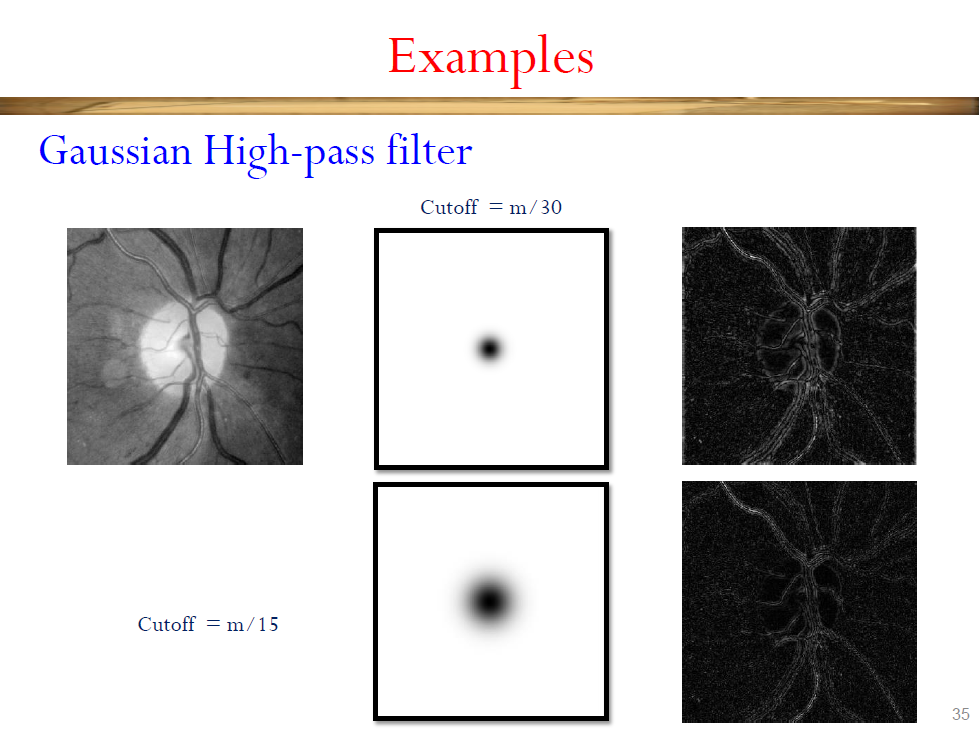 Examples
Gaussian High-pass filter
Cutoff = m/30
Cutoff = m/15
35